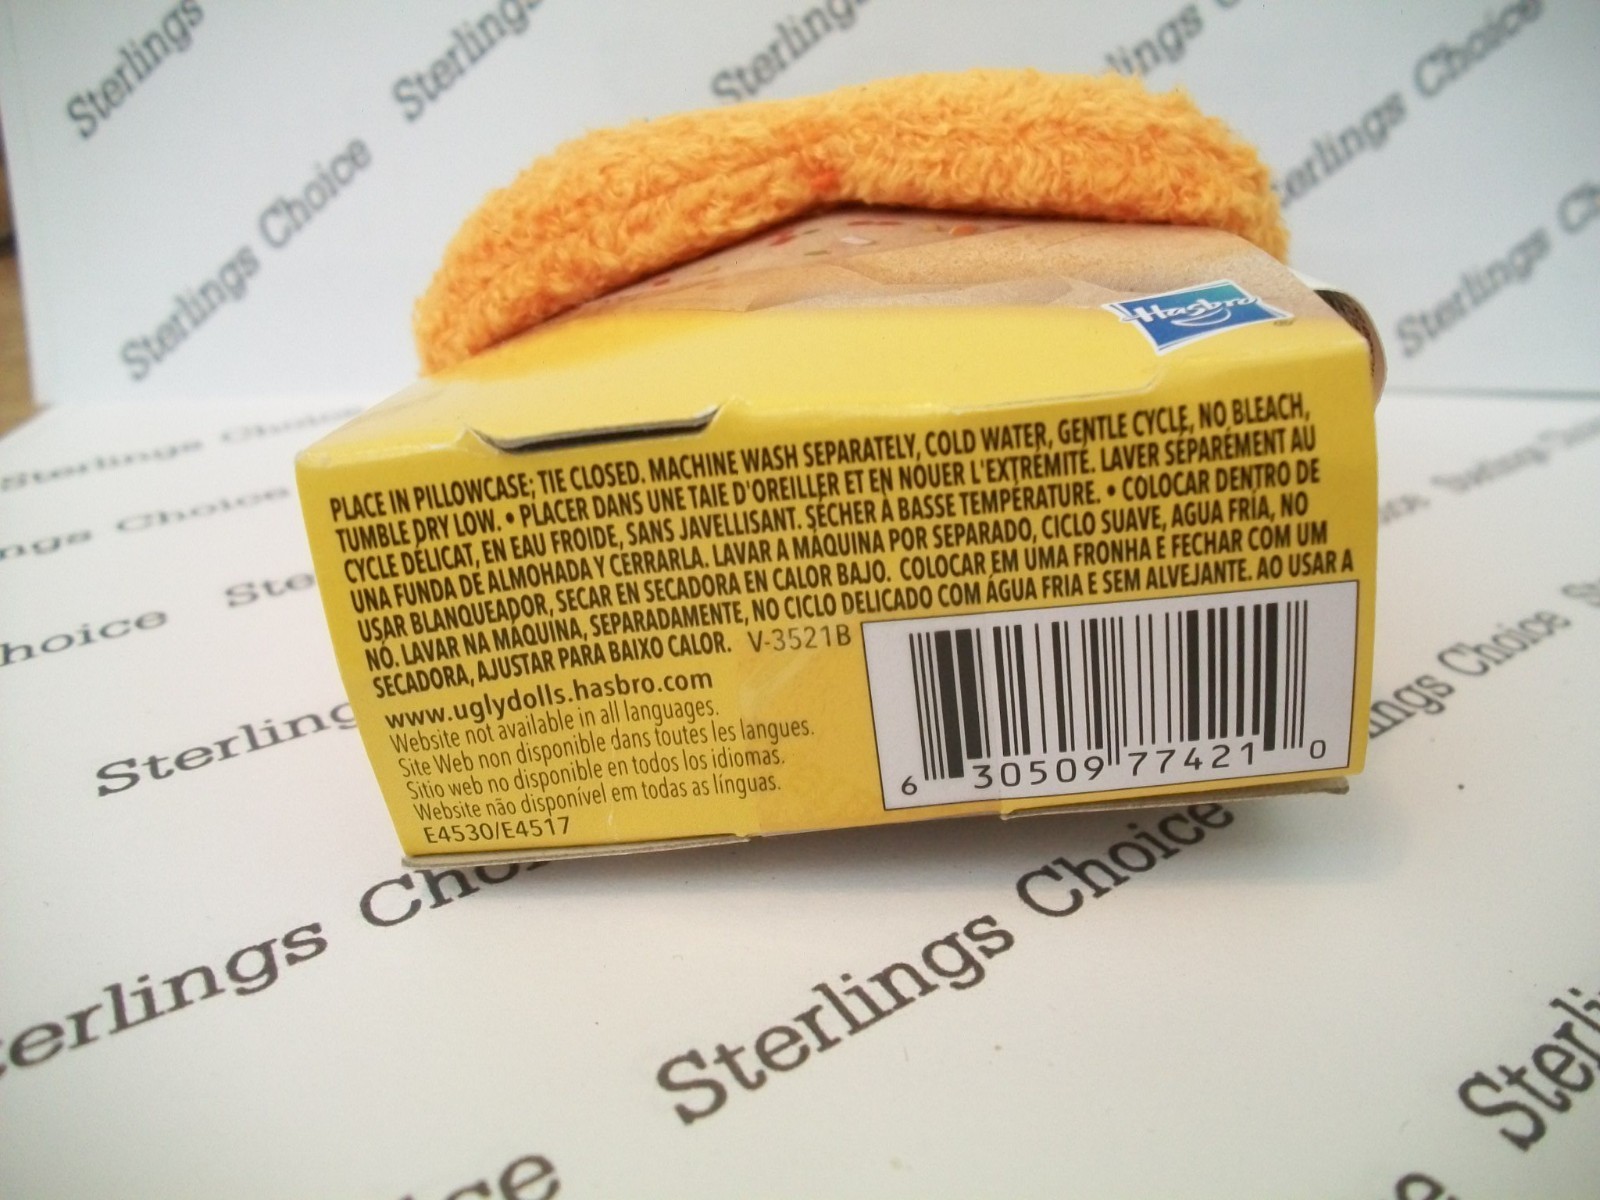 Sterlings
Sterlings
Sterlings
Choice
Sterlings Choice
Sterlings
Sterlings
Hasbro
PLACE IN PILLOWCASE; TIE CLOSED. MACHINE WASH SEPARATELY, COLD WATER, GENTLE CYCLE, NO BLEACH,
TUMBLE DRY LOW. • PLACER DANS UNE TAIE D'OREILLER ET EN NOUER L'EXTRÉMITÉ. LAVER SÉPARÉMENT AU
CYCLE DÉLICAT, EN EAU FROIDE, SANS JAVELLISANT. SÉCHER À BASSE TEMPÉRATURE. • COLOCAR DENTRO DE
UNA FUNDA DE ALMOHADA Y CERRARLA. LAVAR A MÁQUINA POR SEPARADO, CICLO SUAVE, AGUA FRÍA, NO
USAR BLANQUEADOR, SECAR EN SECADORA EN CALOR BAJO. COLOCAR EM UMA FRONHA E FECHAR COM UM
NÓ. LAVAR NA MÁQUINA, SEPARADAMENTE, NO CICLO DELICADO COM ÁGUA FRIA E SEM ALVEJANTE. AO USAR A
SECADORA, AJUSTAR PARA BAIXO CALOR. V-3521B
www.uglydolls.hasbro.com
Website not available in all languages.
Site Web non disponible dans toutes les langues.
Sitio web no disponible en todos los idiomas.
Website não disponível em todas as línguas.
E4530/E4517
6 30509 77421 0
Sterlings Choice
Sterlings
Sterlings Choice
Sterlings Choice